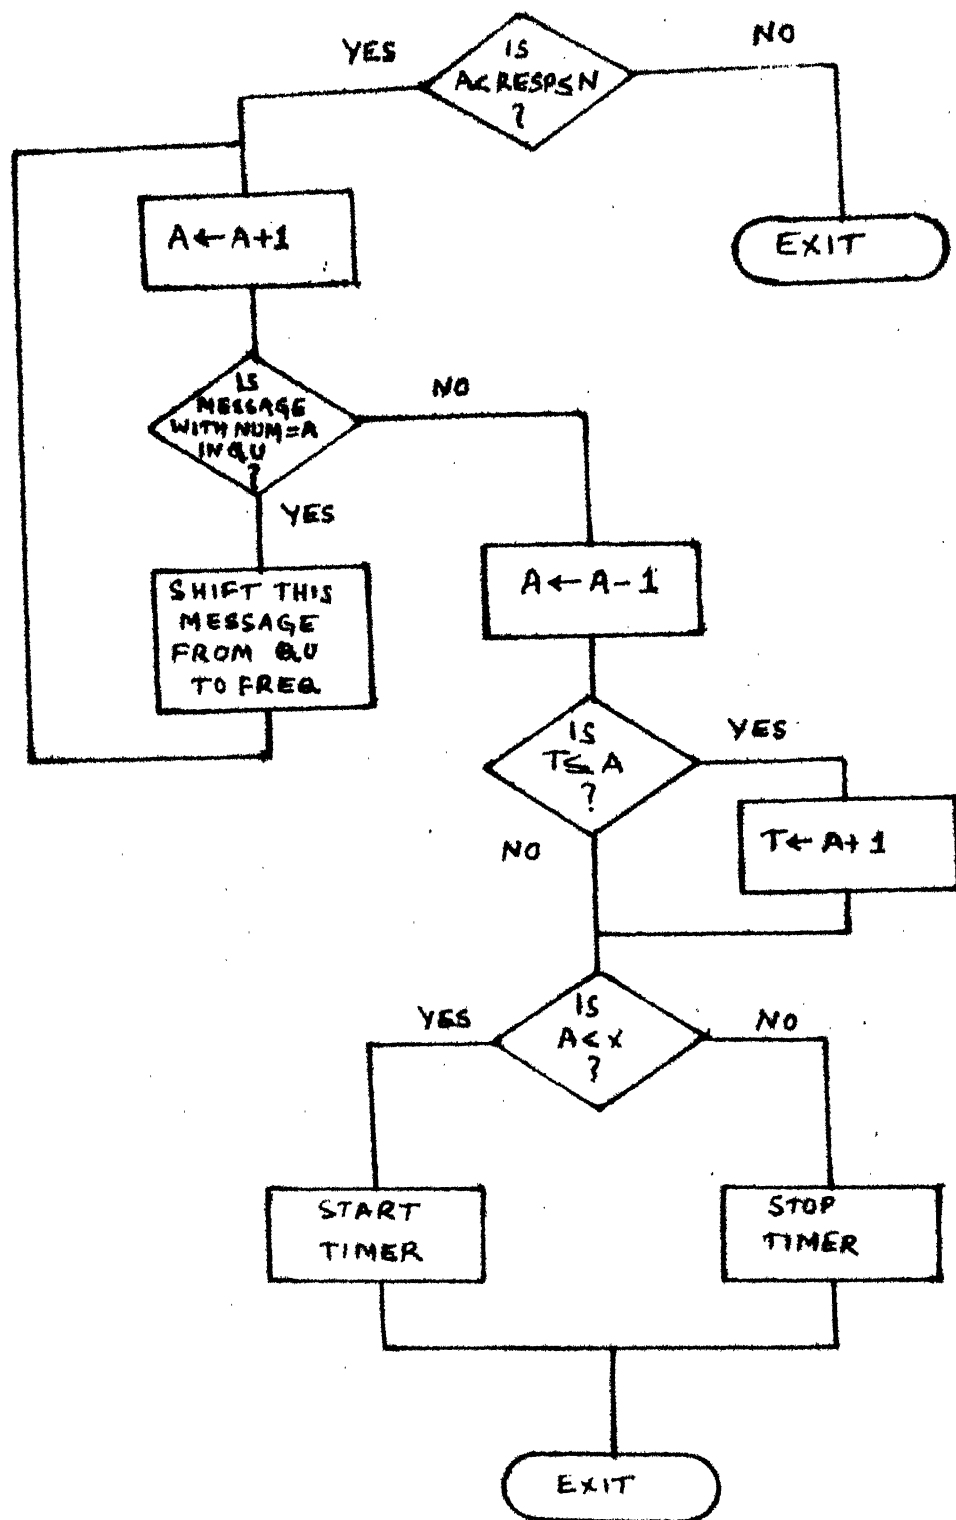 YES
IS
A<RESP≤N
?
NO
EXIT
A←A+1
IS
MESSAGE
WITH NUM=A
IN QU
?
NO
YES
SHIFT THIS
MESSAGE
FROM QU
TO FREQ
A←A-1
IS
T≤A
?
YES
NO
T←A+1
YES
IS
A<X
?
NO
START
TIMER
STOP
TIMER
EXIT